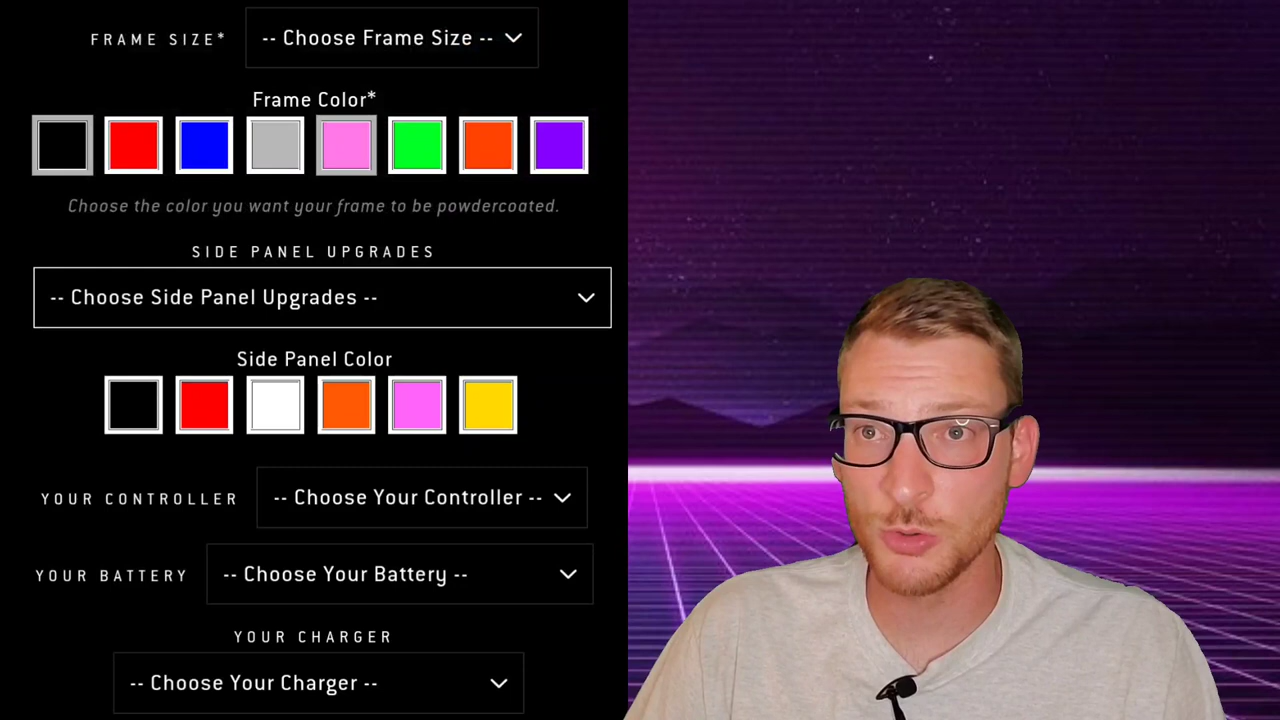 FRAME SIZE*
-- Choose Frame Size --
Frame Color*
Choose the color you want your frame to be powdercoated.
SIDE PANEL UPGRADES
-- Choose Side Panel Upgrades --
Side Panel Color
YOUR CONTROLLER
-- Choose Your Controller --
YOUR BATTERY
-- Choose Your Battery --
YOUR CHARGER
-- Choose Your Charger --